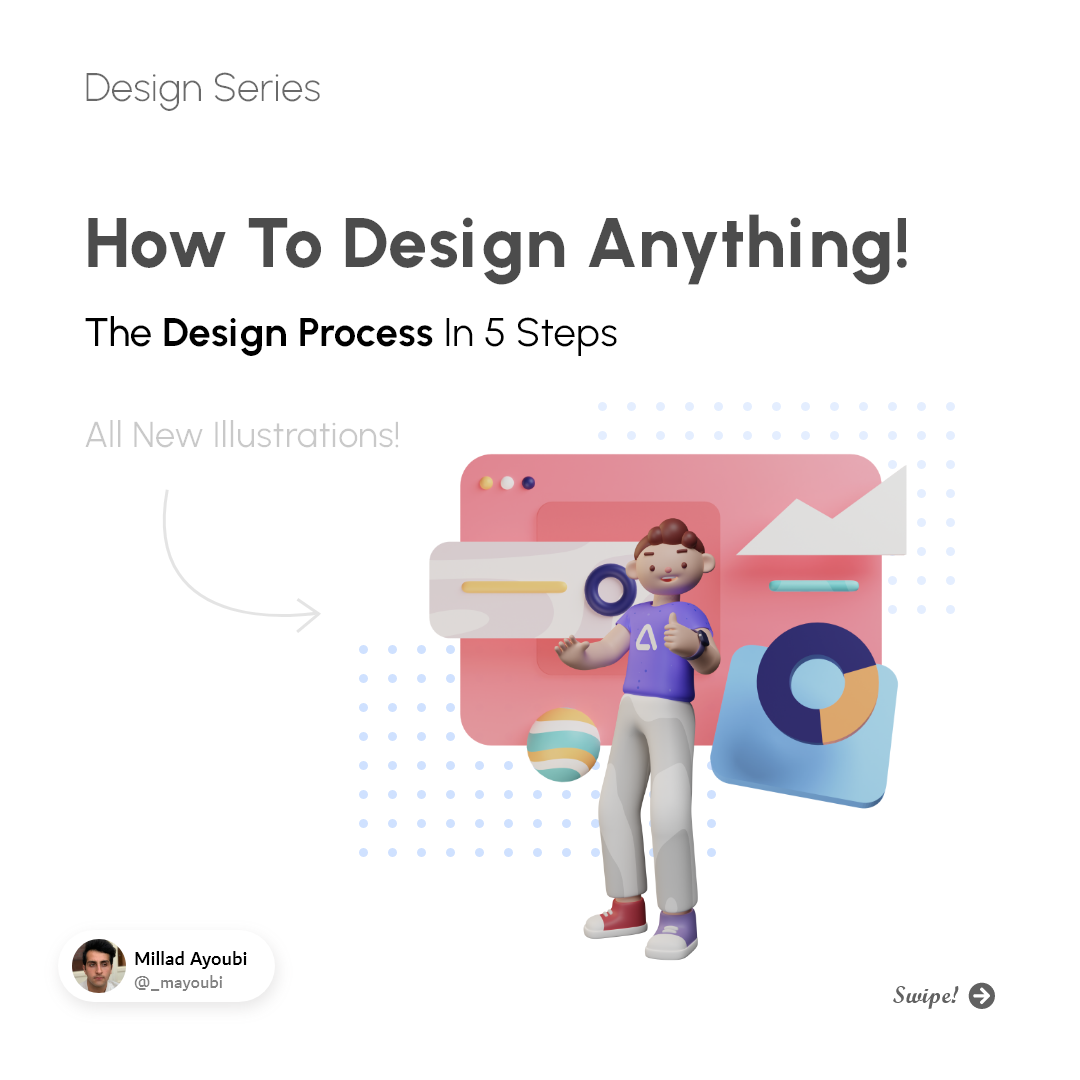 Design Series
How To Design Anything!
The Design Process In 5 Steps
All New Illustrations!
Millad Ayoubi
@_mayoubi
Swipe!